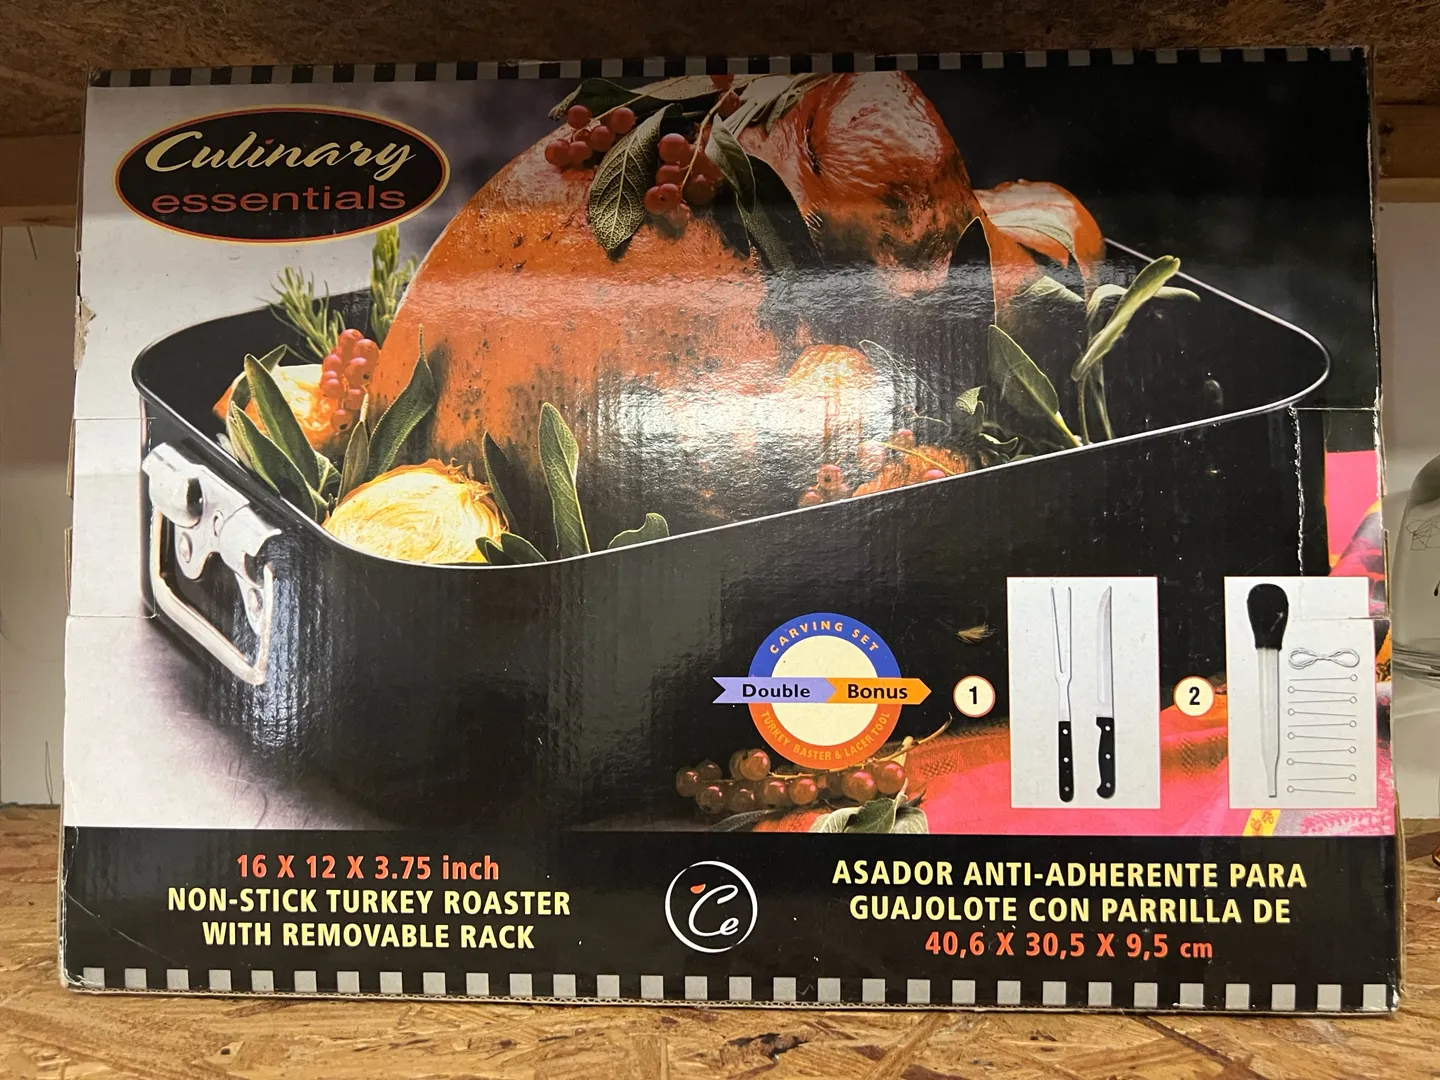 Culinary
essentials
CARVING SET
Double Bonus
TURKEY BASTER & LACER TOOL
1
2
16 X 12 X 3.75 inch
NON-STICK TURKEY ROASTER
WITH REMOVABLE RACK
Ce
ASADOR ANTI-ADHERENTE PARA
GUAJOLOTE CON PARRILLA DE
40,6 X 30,5 X 9,5 cm